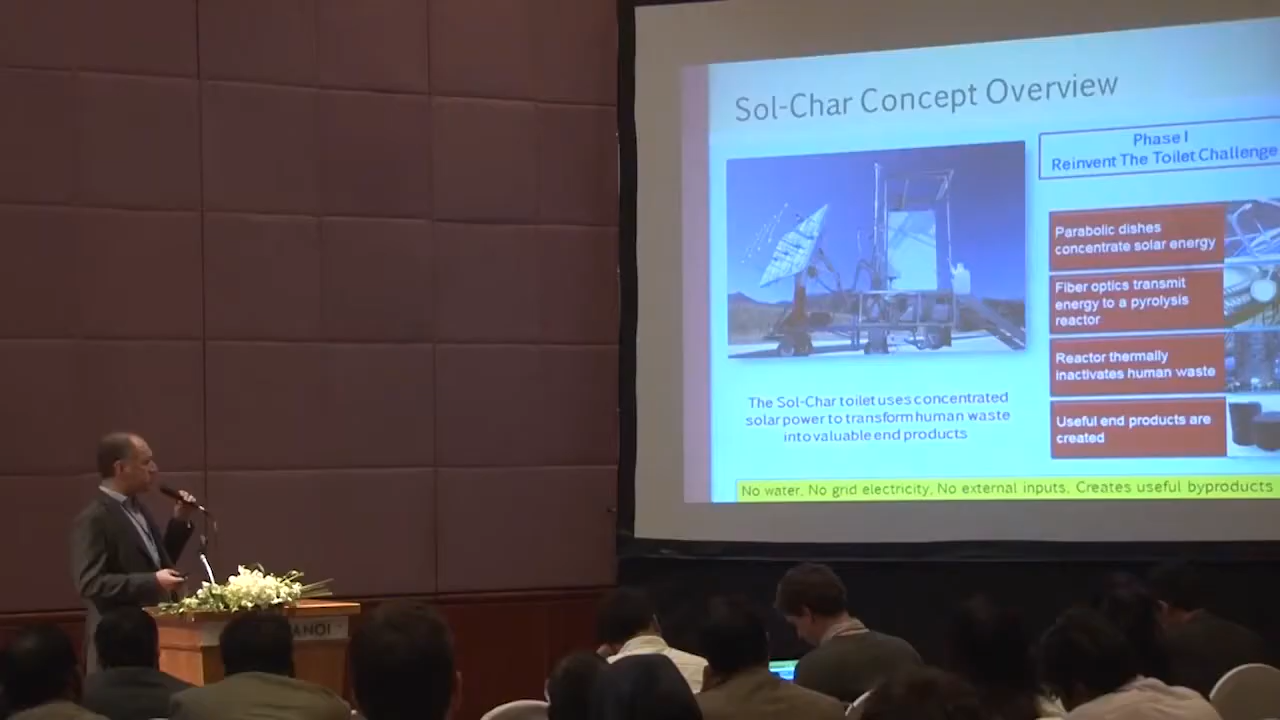 Sol-Char Concept Overview
Phase I
Reinvent The Toilet Challenge
Parabolic dishes
concentrate solar energy
Fiber optics transmit
energy to a pyrolysis
reactor
Reactor thermally
inactivates human waste
Useful end products are
created
The Sol-Char toilet uses concentrated
solar power to transform human waste
into valuable end products
No water, No grid electricity, No external inputs, Creates useful byproducts
ANOI